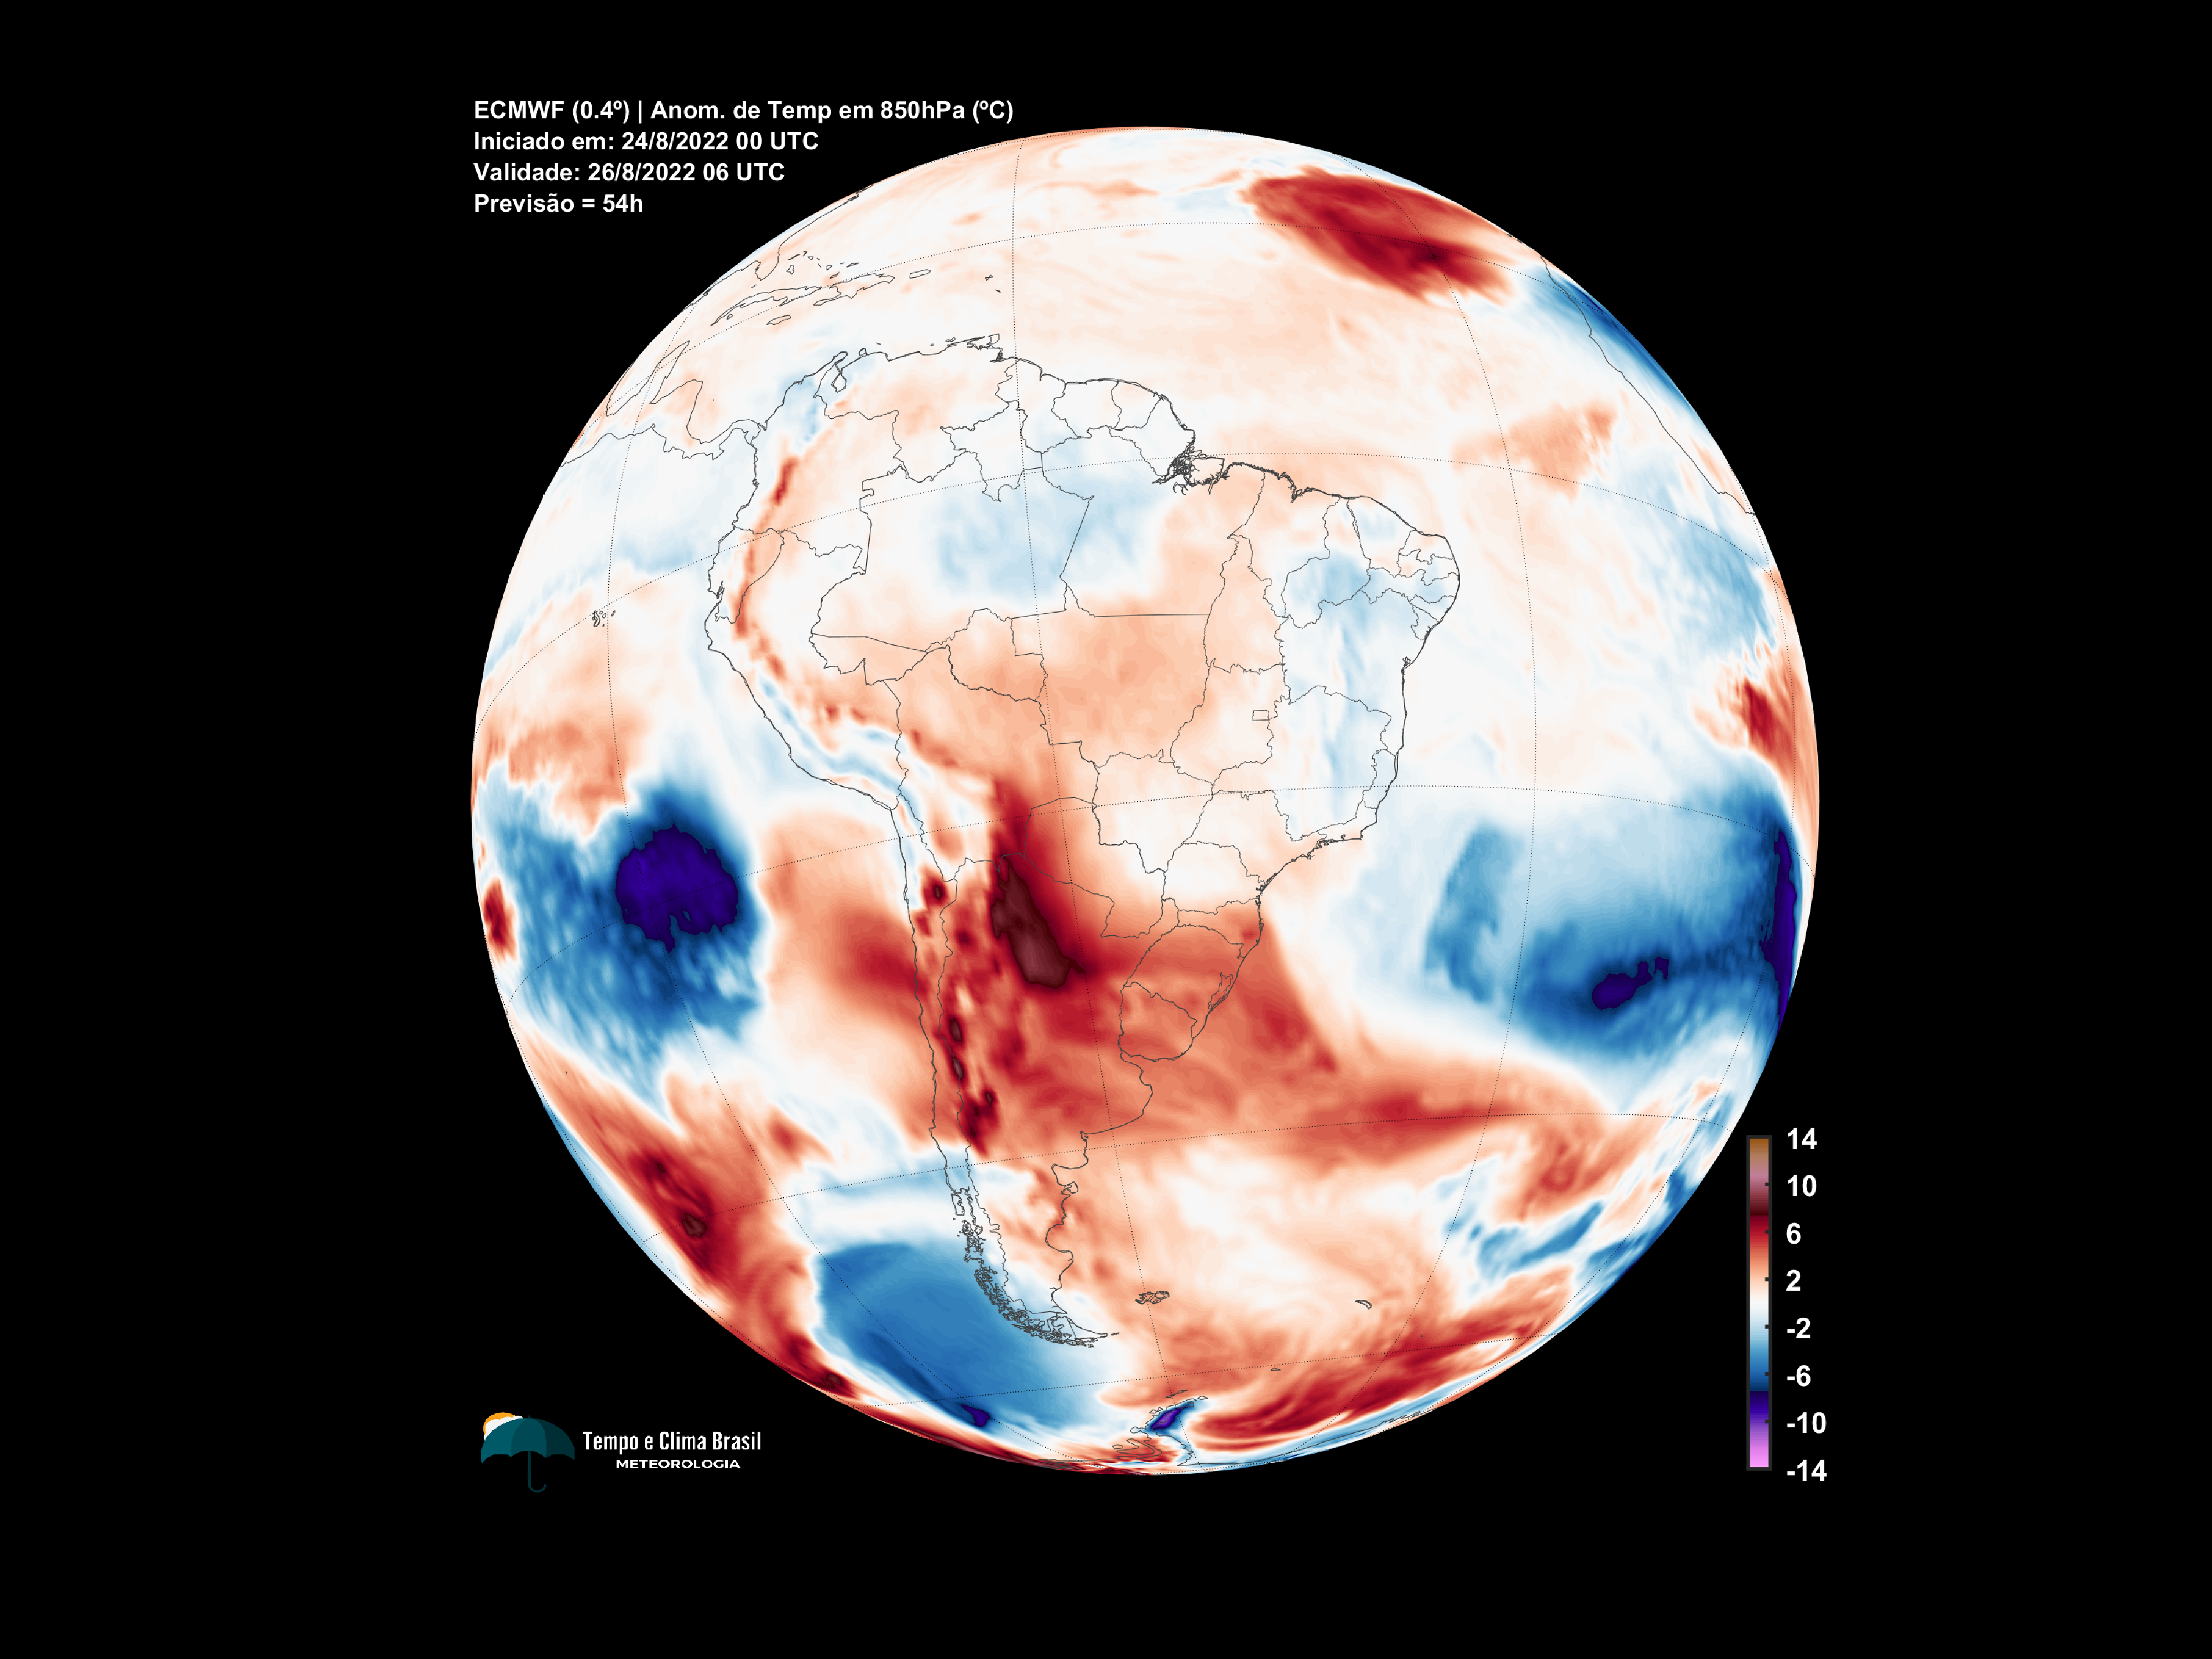 ECMWF (0.4º) | Anom. de Temp em 850hPa (ºC)
Iniciado em: 24/8/2022 00 UTC
Validade: 26/8/2022 06 UTC
Previsão = 54h
14
10
6
2
-2
-6
-10
-14
Tempo e Clima Brasil
METEOROLOGIA